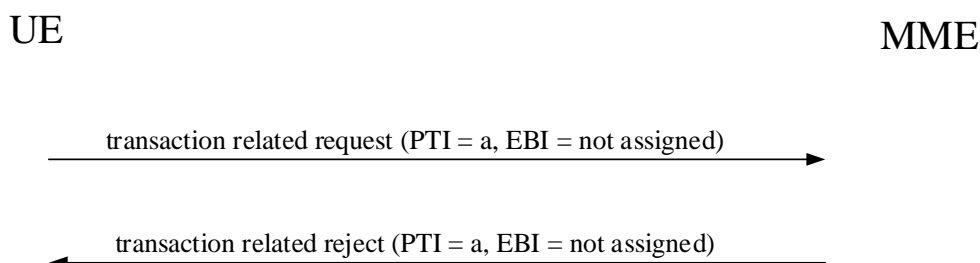 UE
MME
transaction related request (PTI = a, EBI = not assigned)
transaction related reject (PTI = a, EBI = not assigned)